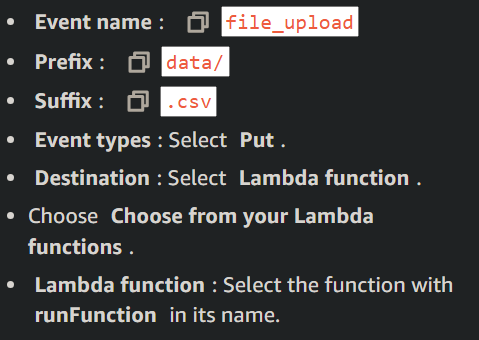 • Event name : file_upload
• Prefix : data/
• Suffix : .csv
• Event types : Select Put .
• Destination : Select Lambda function .
• Choose Choose from your Lambda
functions .
• Lambda function : Select the function with
runFunction in its name.